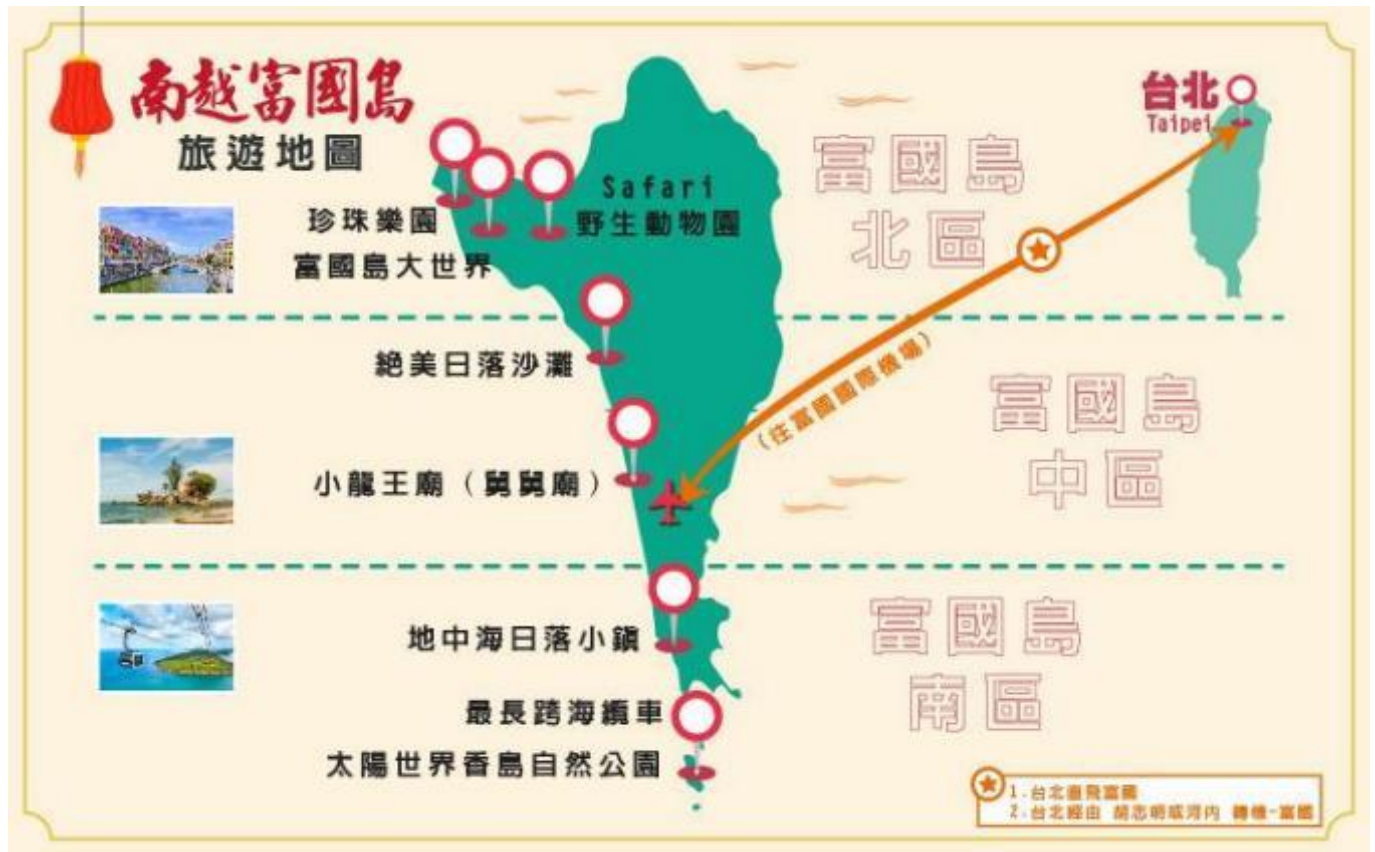 南越富國島
旅遊地圖
台北
Taipei
富國島
北區
Safari
野生動物園
珍珠樂園
富國島大世界
絕美日落沙灘
(往富國國際機場)
富國島
中區
小龍王廟（舅舅廟）
富國島
南區
地中海日落小鎮
最長跨海纜車
太陽世界香島自然公園
1.台北直飛富國
2.台北經由 胡志明或河內 轉機-富國